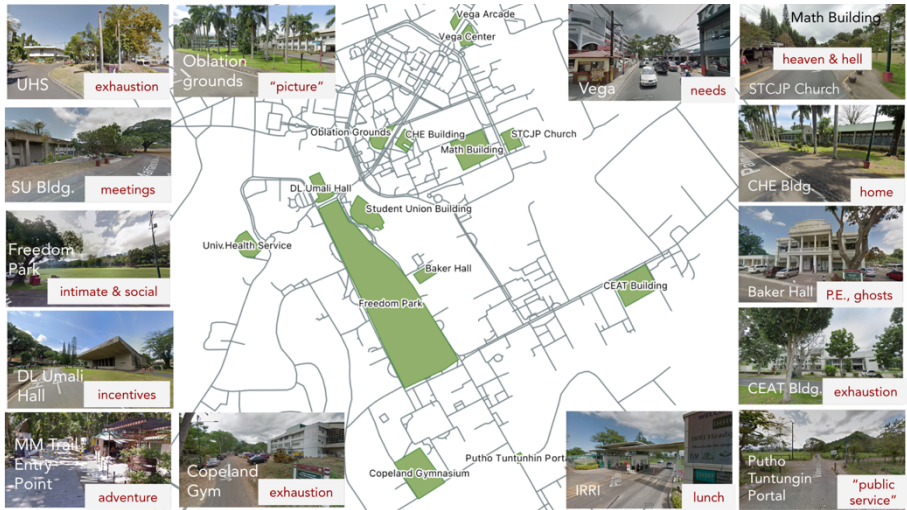 UHS
exhaustion
Oblation
grounds
“picture”
Vega
needs
Math Building
heaven & hell
STCJP Church
SU Bldg.
meetings
CHE Bldg.
home
Freedom
Park
intimate & social
Baker Hall
P.E., ghosts
DL Umali
Hall
incentives
CEAT Bldg.
exhaustion
MM Trail
Entry
Point
adventure
Copeland
Gym
exhaustion
IRRI
lunch
Putho
Tuntungin
Portal
“public
service”
Vega Arcade
Vega Center
Oblation Grounds
CHE Building
STCJP Church
Math Building
DL Umali Hall
Student Union Building
Univ.Health Service
Baker Hall
CEAT Building
Freedom Park
Putho Tuntunhin Port
Copeland Gymnasium